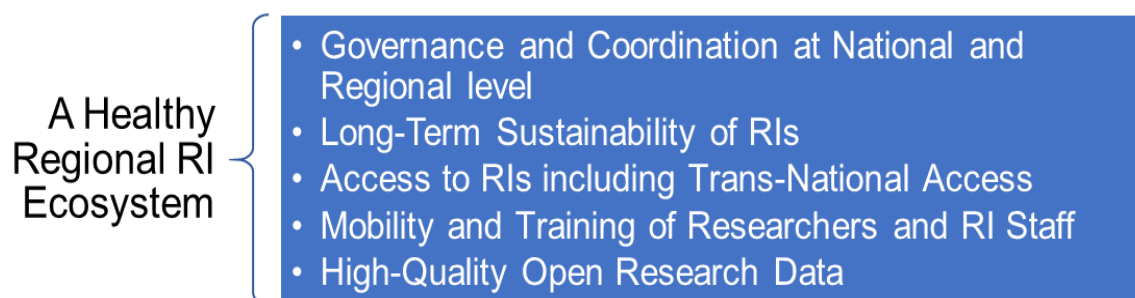 A Healthy
Regional RI
Ecosystem
• Governance and Coordination at National and
Regional level
• Long-Term Sustainability of RIs
• Access to RIs including Trans-National Access
• Mobility and Training of Researchers and RI Staff
• High-Quality Open Research Data